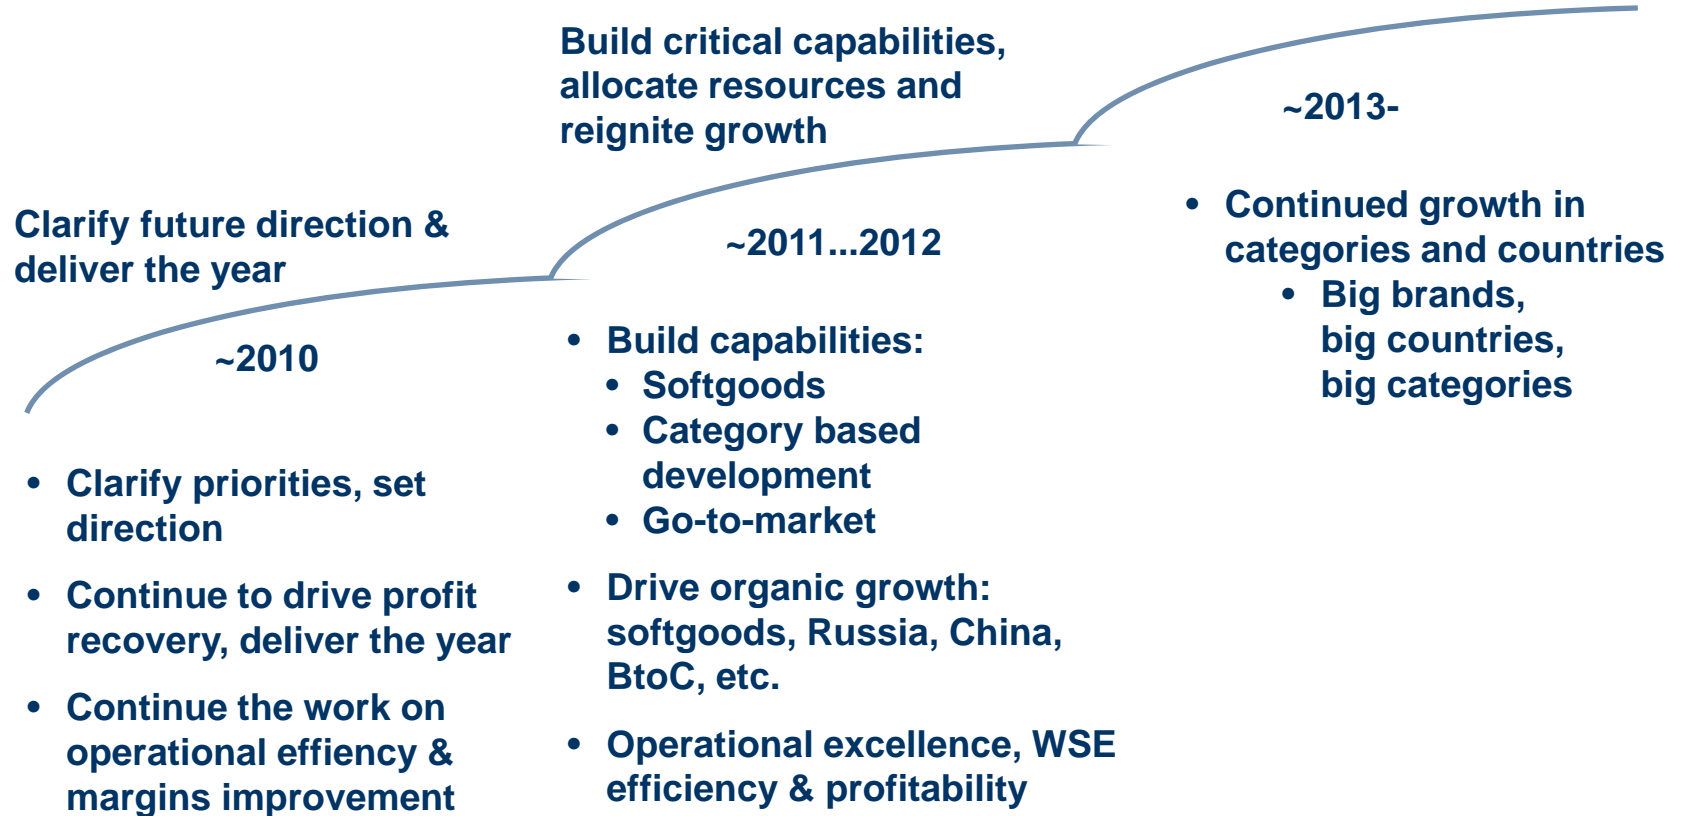 Clarify future direction &
deliver the year
~2010
• Clarify priorities, set
direction
• Continue to drive profit
recovery, deliver the year
• Continue the work on
operational effiency &
margins improvement
Build critical capabilities,
allocate resources and
reignite growth
~2011...2012
• Build capabilities:
• Softgoods
• Category based
development
• Go-to-market
• Drive organic growth:
softgoods, Russia, China,
BtoC, etc.
• Operational excellence, WSE
efficiency & profitability
~2013-
• Continued growth in
categories and countries
• Big brands,
big countries,
big categories